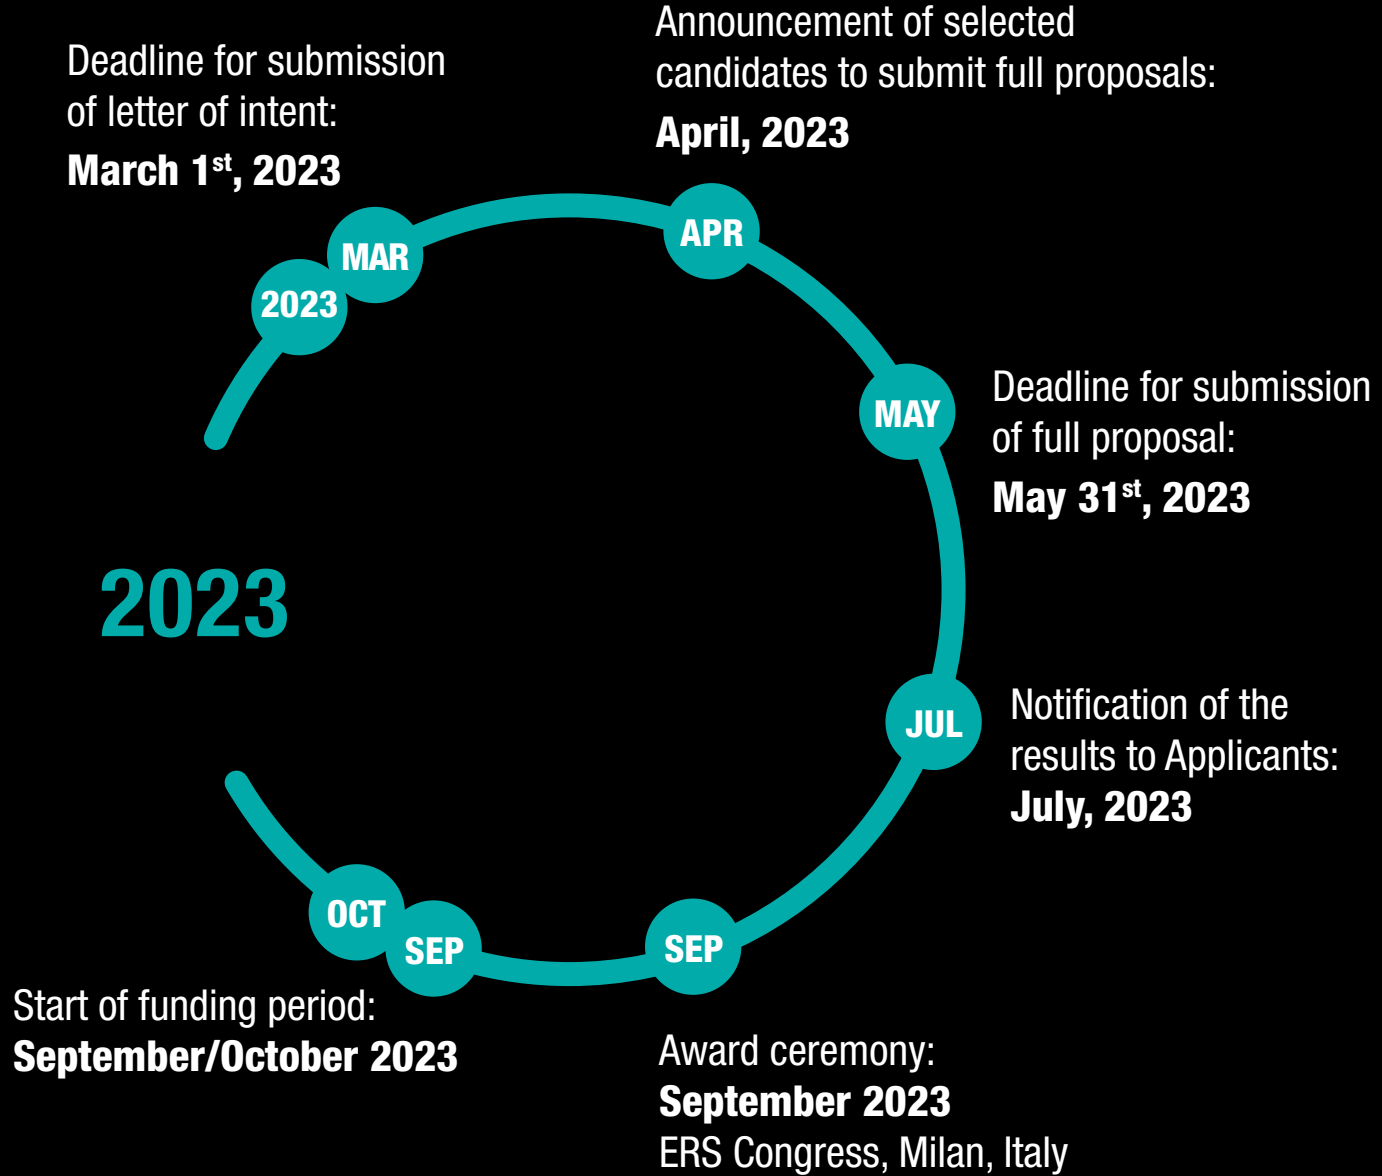 Deadline for submission
of letter of intent:
March 1st, 2023
Announcement of selected
candidates to submit full proposals:
April, 2023
2023
MAR
APR
MAY
Deadline for submission
of full proposal:
May 31st, 2023
2023
JUL
Notification of the
results to Applicants:
July, 2023
OCT
SEP
SEP
Start of funding period:
September/October 2023
Award ceremony:
September 2023
ERS Congress, Milan, Italy